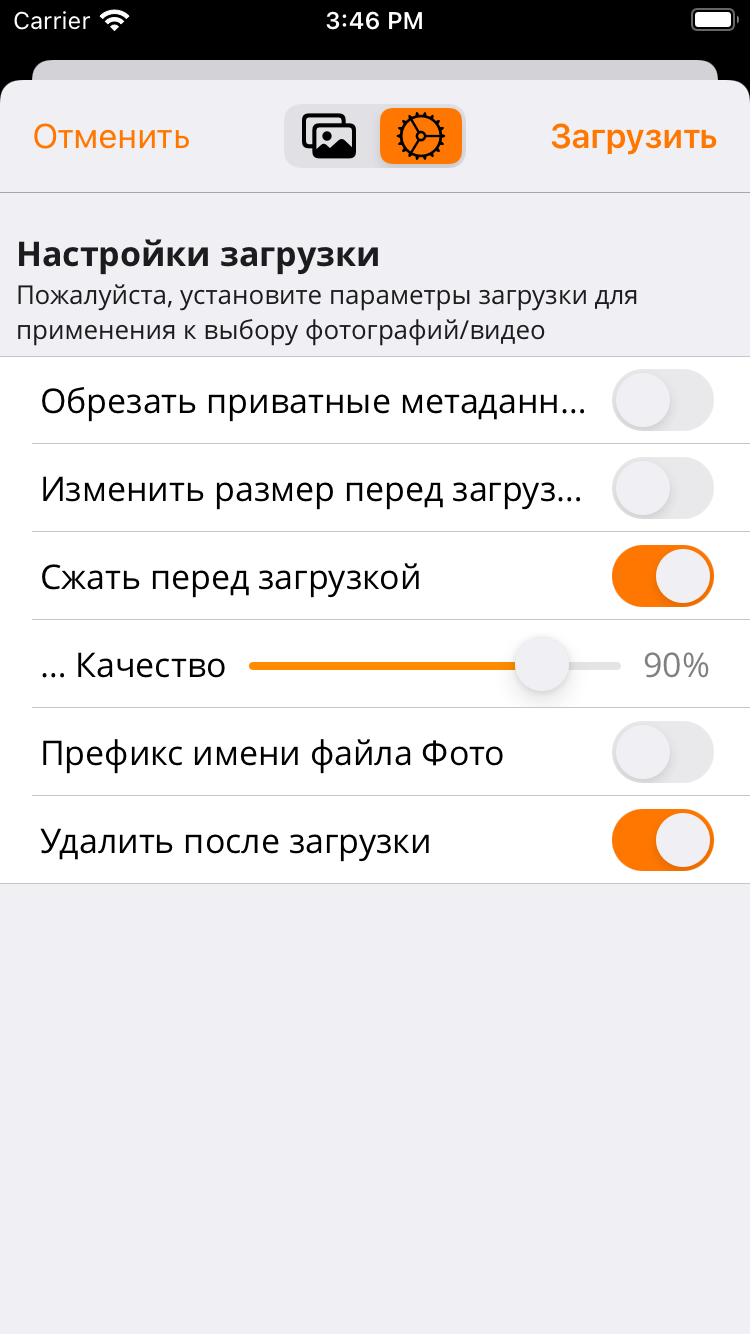 Carrier
3:46 PM
Отменить
Загрузить
Настройки загрузки
Пожалуйста, установите параметры загрузки для
применения к выбору фотографий/видео
Обрезать приватные метаданн...
Изменить размер перед загруз...
Сжать перед загрузкой
... Качество 90%
Префикс имени файла Фото
Удалить после загрузки